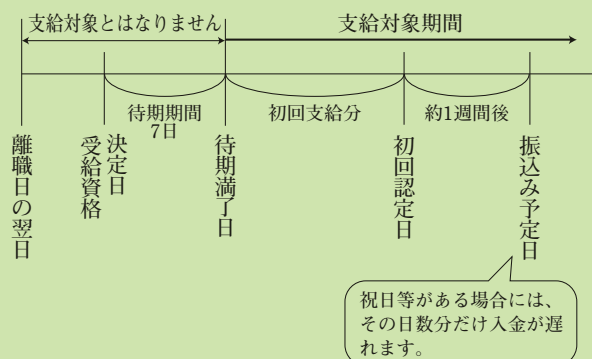 支給対象とはなりません
支給対象期間
待期期間
7日
初回支給分
約1週間後
離職日の翌日
受給資格
決定日
待期満了日
初回認定日
振込み予定日
祝日等がある場合には、
その日数分だけ入金が遅
れます。